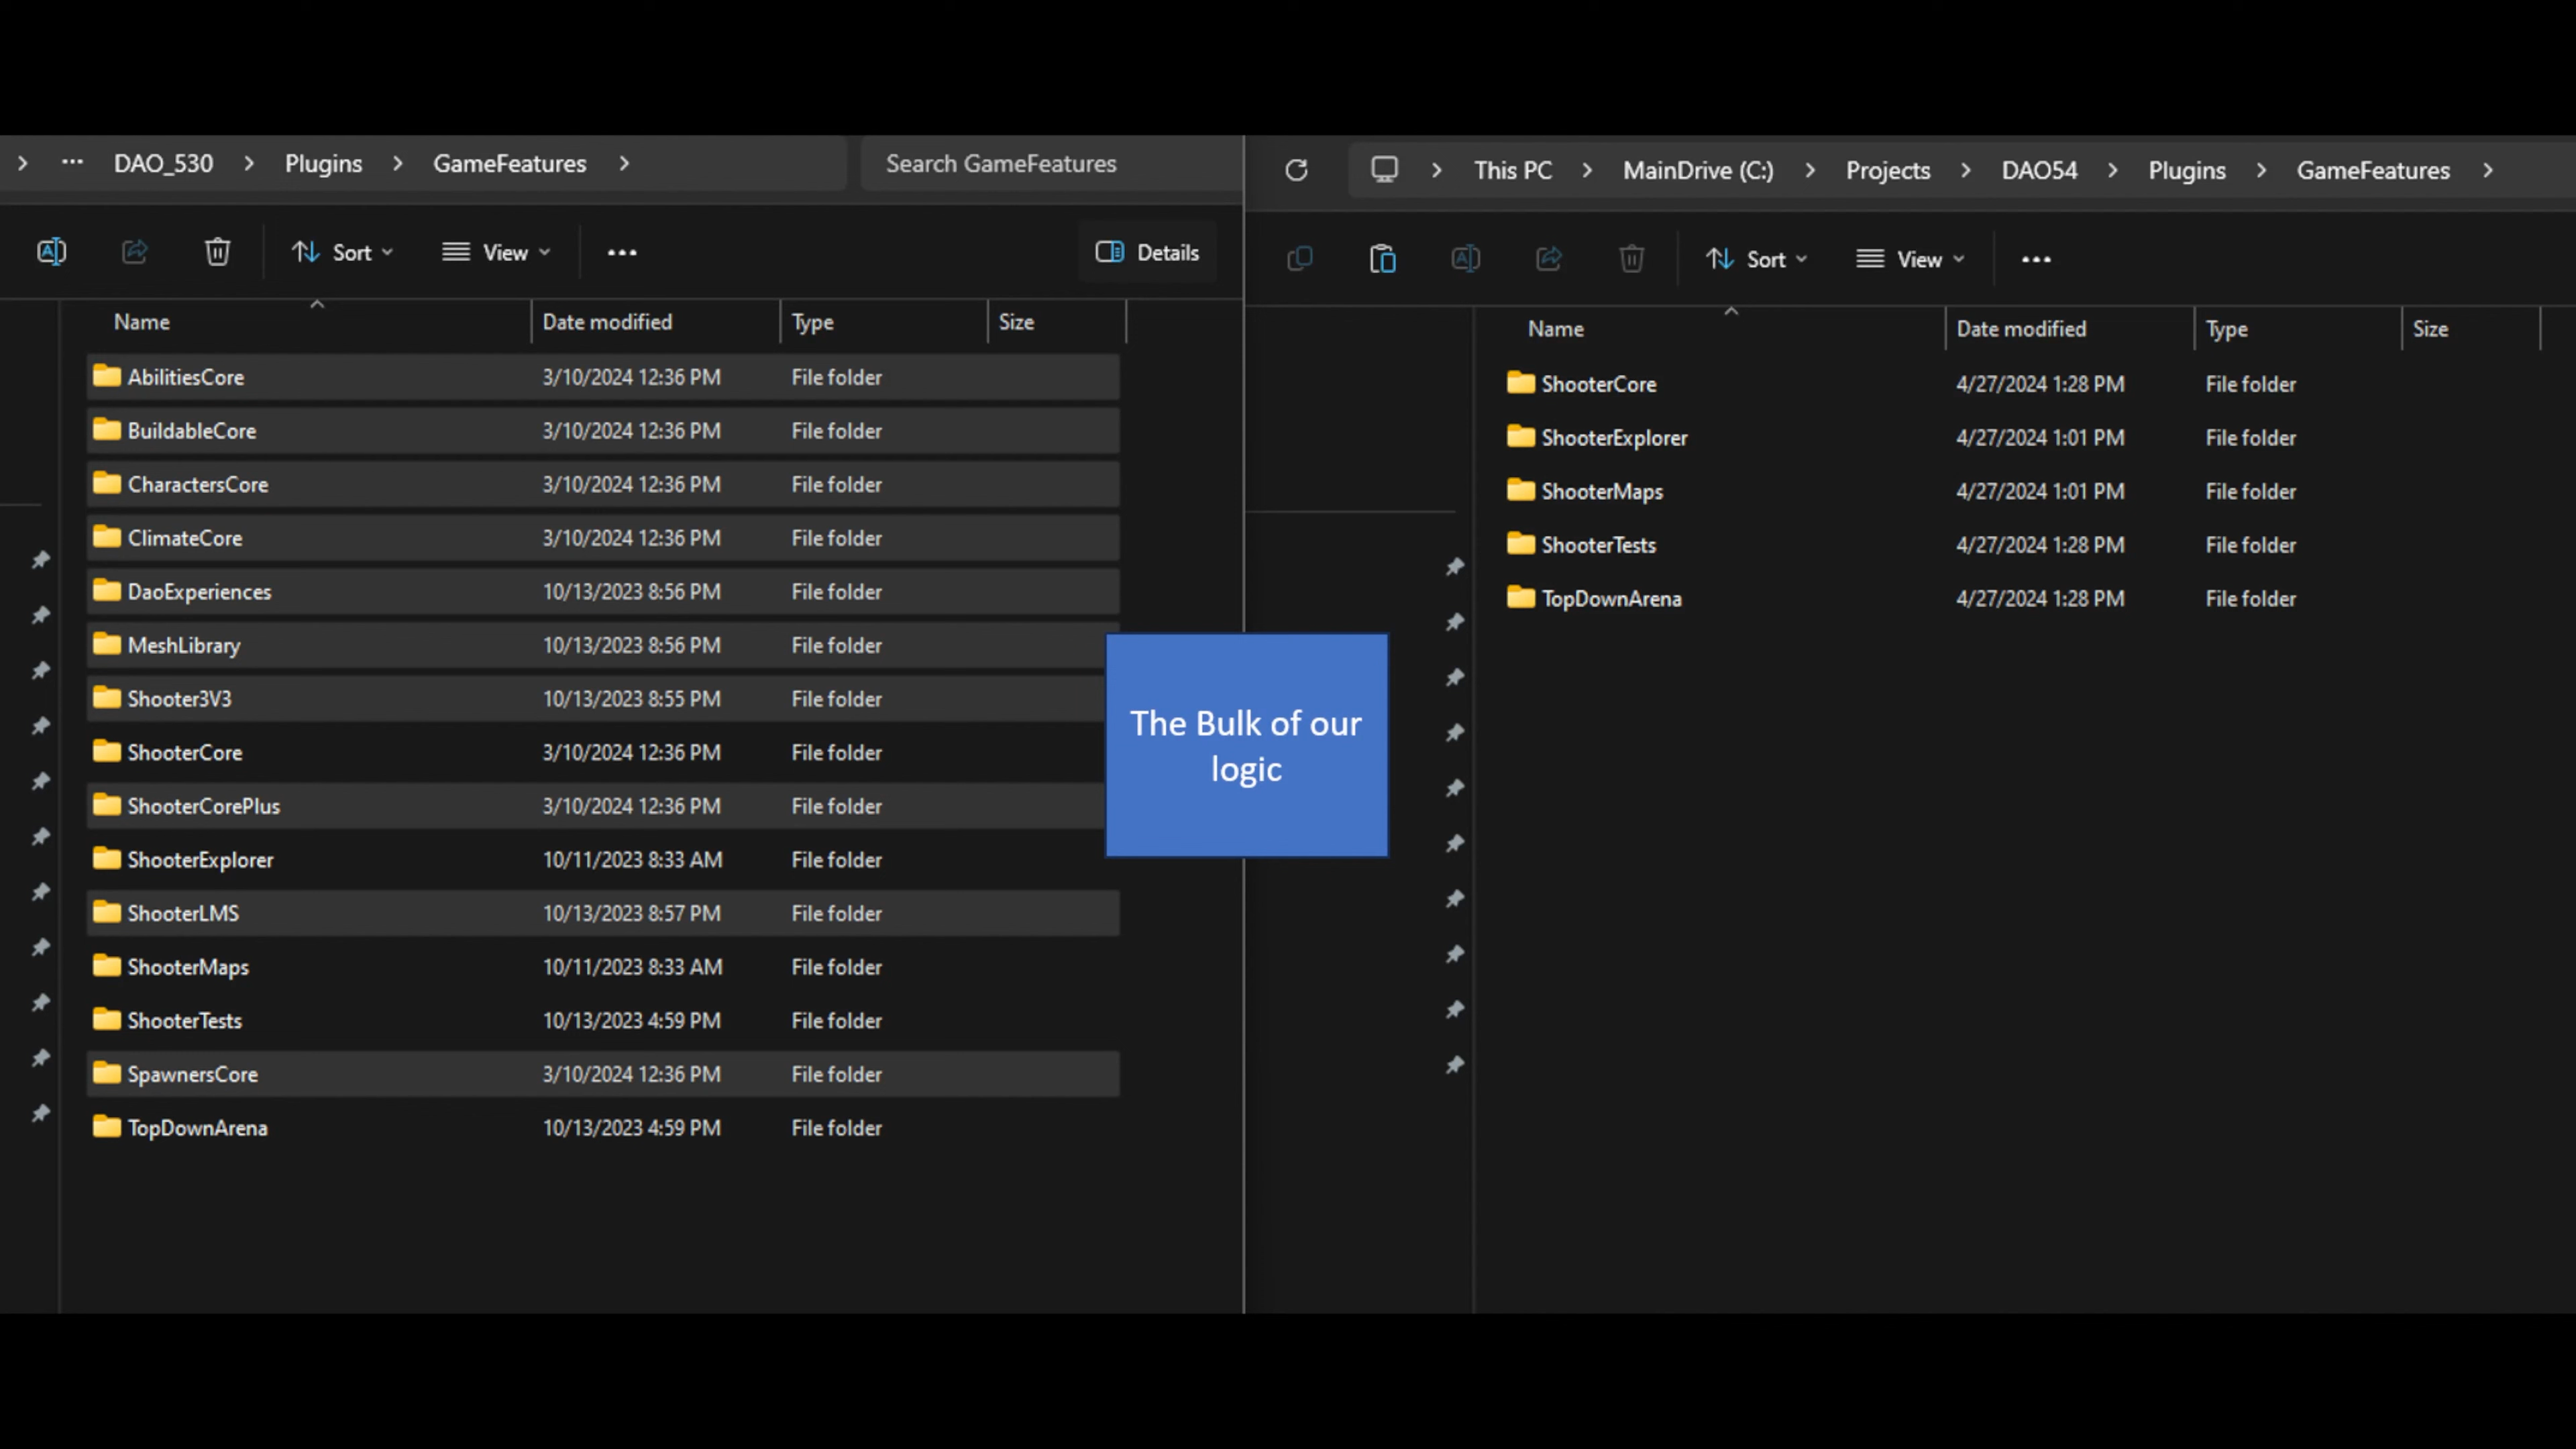 DAO_530 > Plugins > GameFeatures >
Search GameFeatures
Sort
View
Details
Name Date modified Type Size
AbilitiesCore 3/10/2024 12:36 PM File folder
BuildableCore 3/10/2024 12:36 PM File folder
CharactersCore 3/10/2024 12:36 PM File folder
ClimateCore 3/10/2024 12:36 PM File folder
DaoExperiences 10/13/2023 8:56 PM File folder
MeshLibrary 10/13/2023 8:56 PM File folder
Shooter3V3 10/13/2023 8:55 PM File folder
ShooterCore 3/10/2024 12:36 PM File folder
ShooterCorePlus 3/10/2024 12:36 PM File folder
ShooterExplorer 10/11/2023 8:33 AM File folder
ShooterLMS 10/13/2023 8:57 PM File folder
ShooterMaps 10/11/2023 8:33 AM File folder
ShooterTests 10/13/2023 4:59 PM File folder
SpawnersCore 3/10/2024 12:36 PM File folder
TopDownArena 10/13/2023 4:59 PM File folder
The Bulk of our
logic
This PC > MainDrive (C:) > Projects > DAO54 > Plugins > GameFeatures >
Sort
View
Name Date modified Type Size
ShooterCore 4/27/2024 1:28 PM File folder
ShooterExplorer 4/27/2024 1:01 PM File folder
ShooterMaps 4/27/2024 1:01 PM File folder
ShooterTests 4/27/2024 1:28 PM File folder
TopDownArena 4/27/2024 1:28 PM File folder